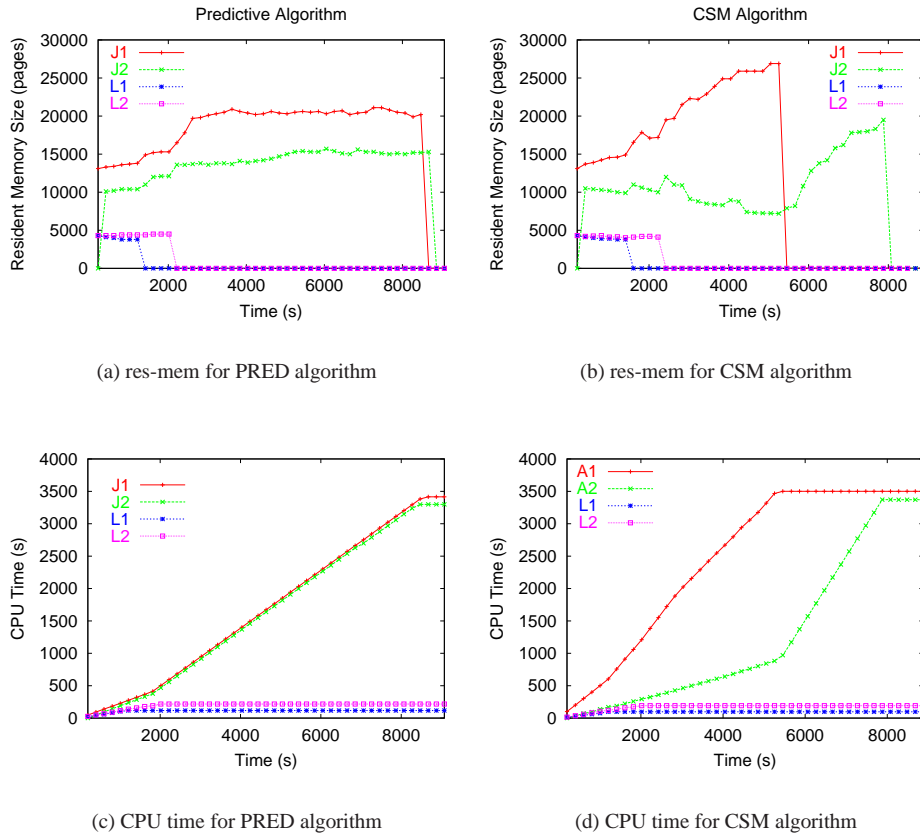 Predictive Algorithm
30000
25000
20000
15000
10000
5000
0
Resident Memory Size (pages)
J1
J2
L1
L2
2000 4000 6000 8000
Time (s)
(a) res-mem for PRED algorithm
CSM Algorithm
30000
25000
20000
15000
10000
5000
0
Resident Memory Size (pages)
J1
J2
L1
L2
2000 4000 6000 8000
Time (s)
(b) res-mem for CSM algorithm
4000
3500
3000
2500
2000
1500
1000
500
0
CPU Time (s)
J1
J2
L1
L2
2000 4000 6000 8000
Time (s)
(c) CPU time for PRED algorithm
4000
3500
3000
2500
2000
1500
1000
500
0
CPU Time (s)
A1
A2
L1
L2
2000 4000 6000 8000
Time (s)
(d) CPU time for CSM algorithm